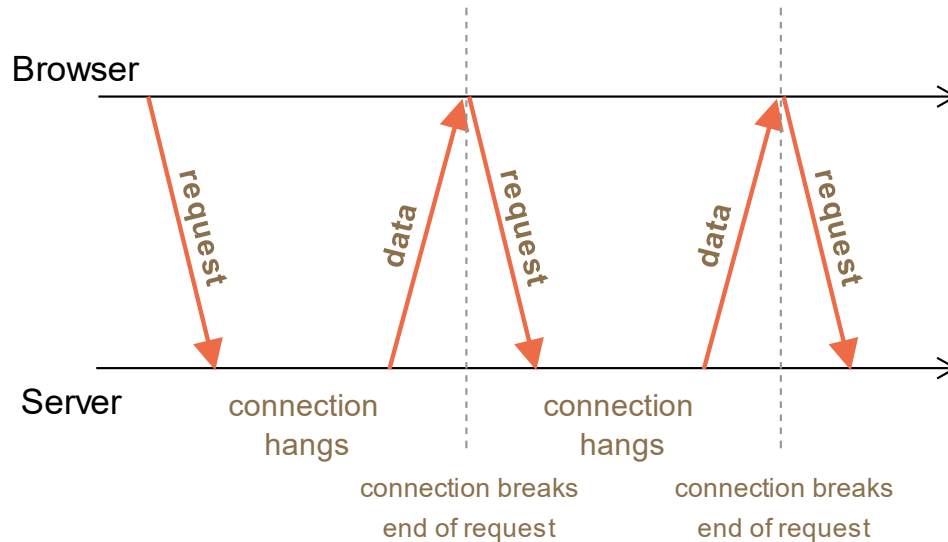 Browser
request
data
request
data
request
Server
connection
hangs
connection
hangs
connection breaks
end of request
connection breaks
end of request